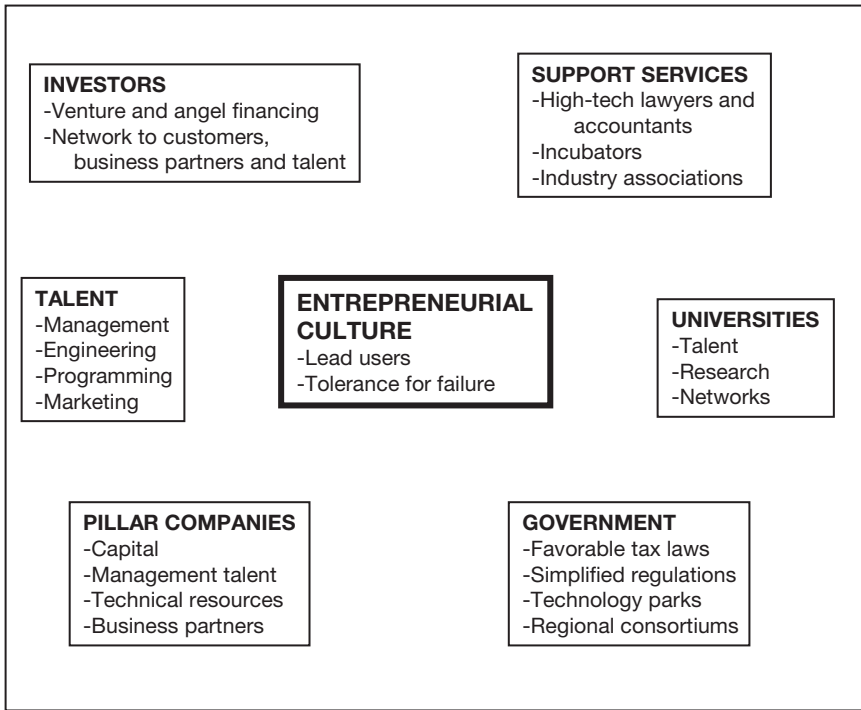 INVESTORS
-Venture and angel financing
-Network to customers,
business partners and talent
SUPPORT SERVICES
-High-tech lawyers and
accountants
-Incubators
-Industry associations
TALENT
-Management
-Engineering
-Programming
-Marketing
ENTREPRENEURIAL
CULTURE
-Lead users
-Tolerance for failure
UNIVERSITIES
-Talent
-Research
-Networks
PILLAR COMPANIES
-Capital
-Management talent
-Technical resources
-Business partners
GOVERNMENT
-Favorable tax laws
-Simplified regulations
-Technology parks
-Regional consortiums